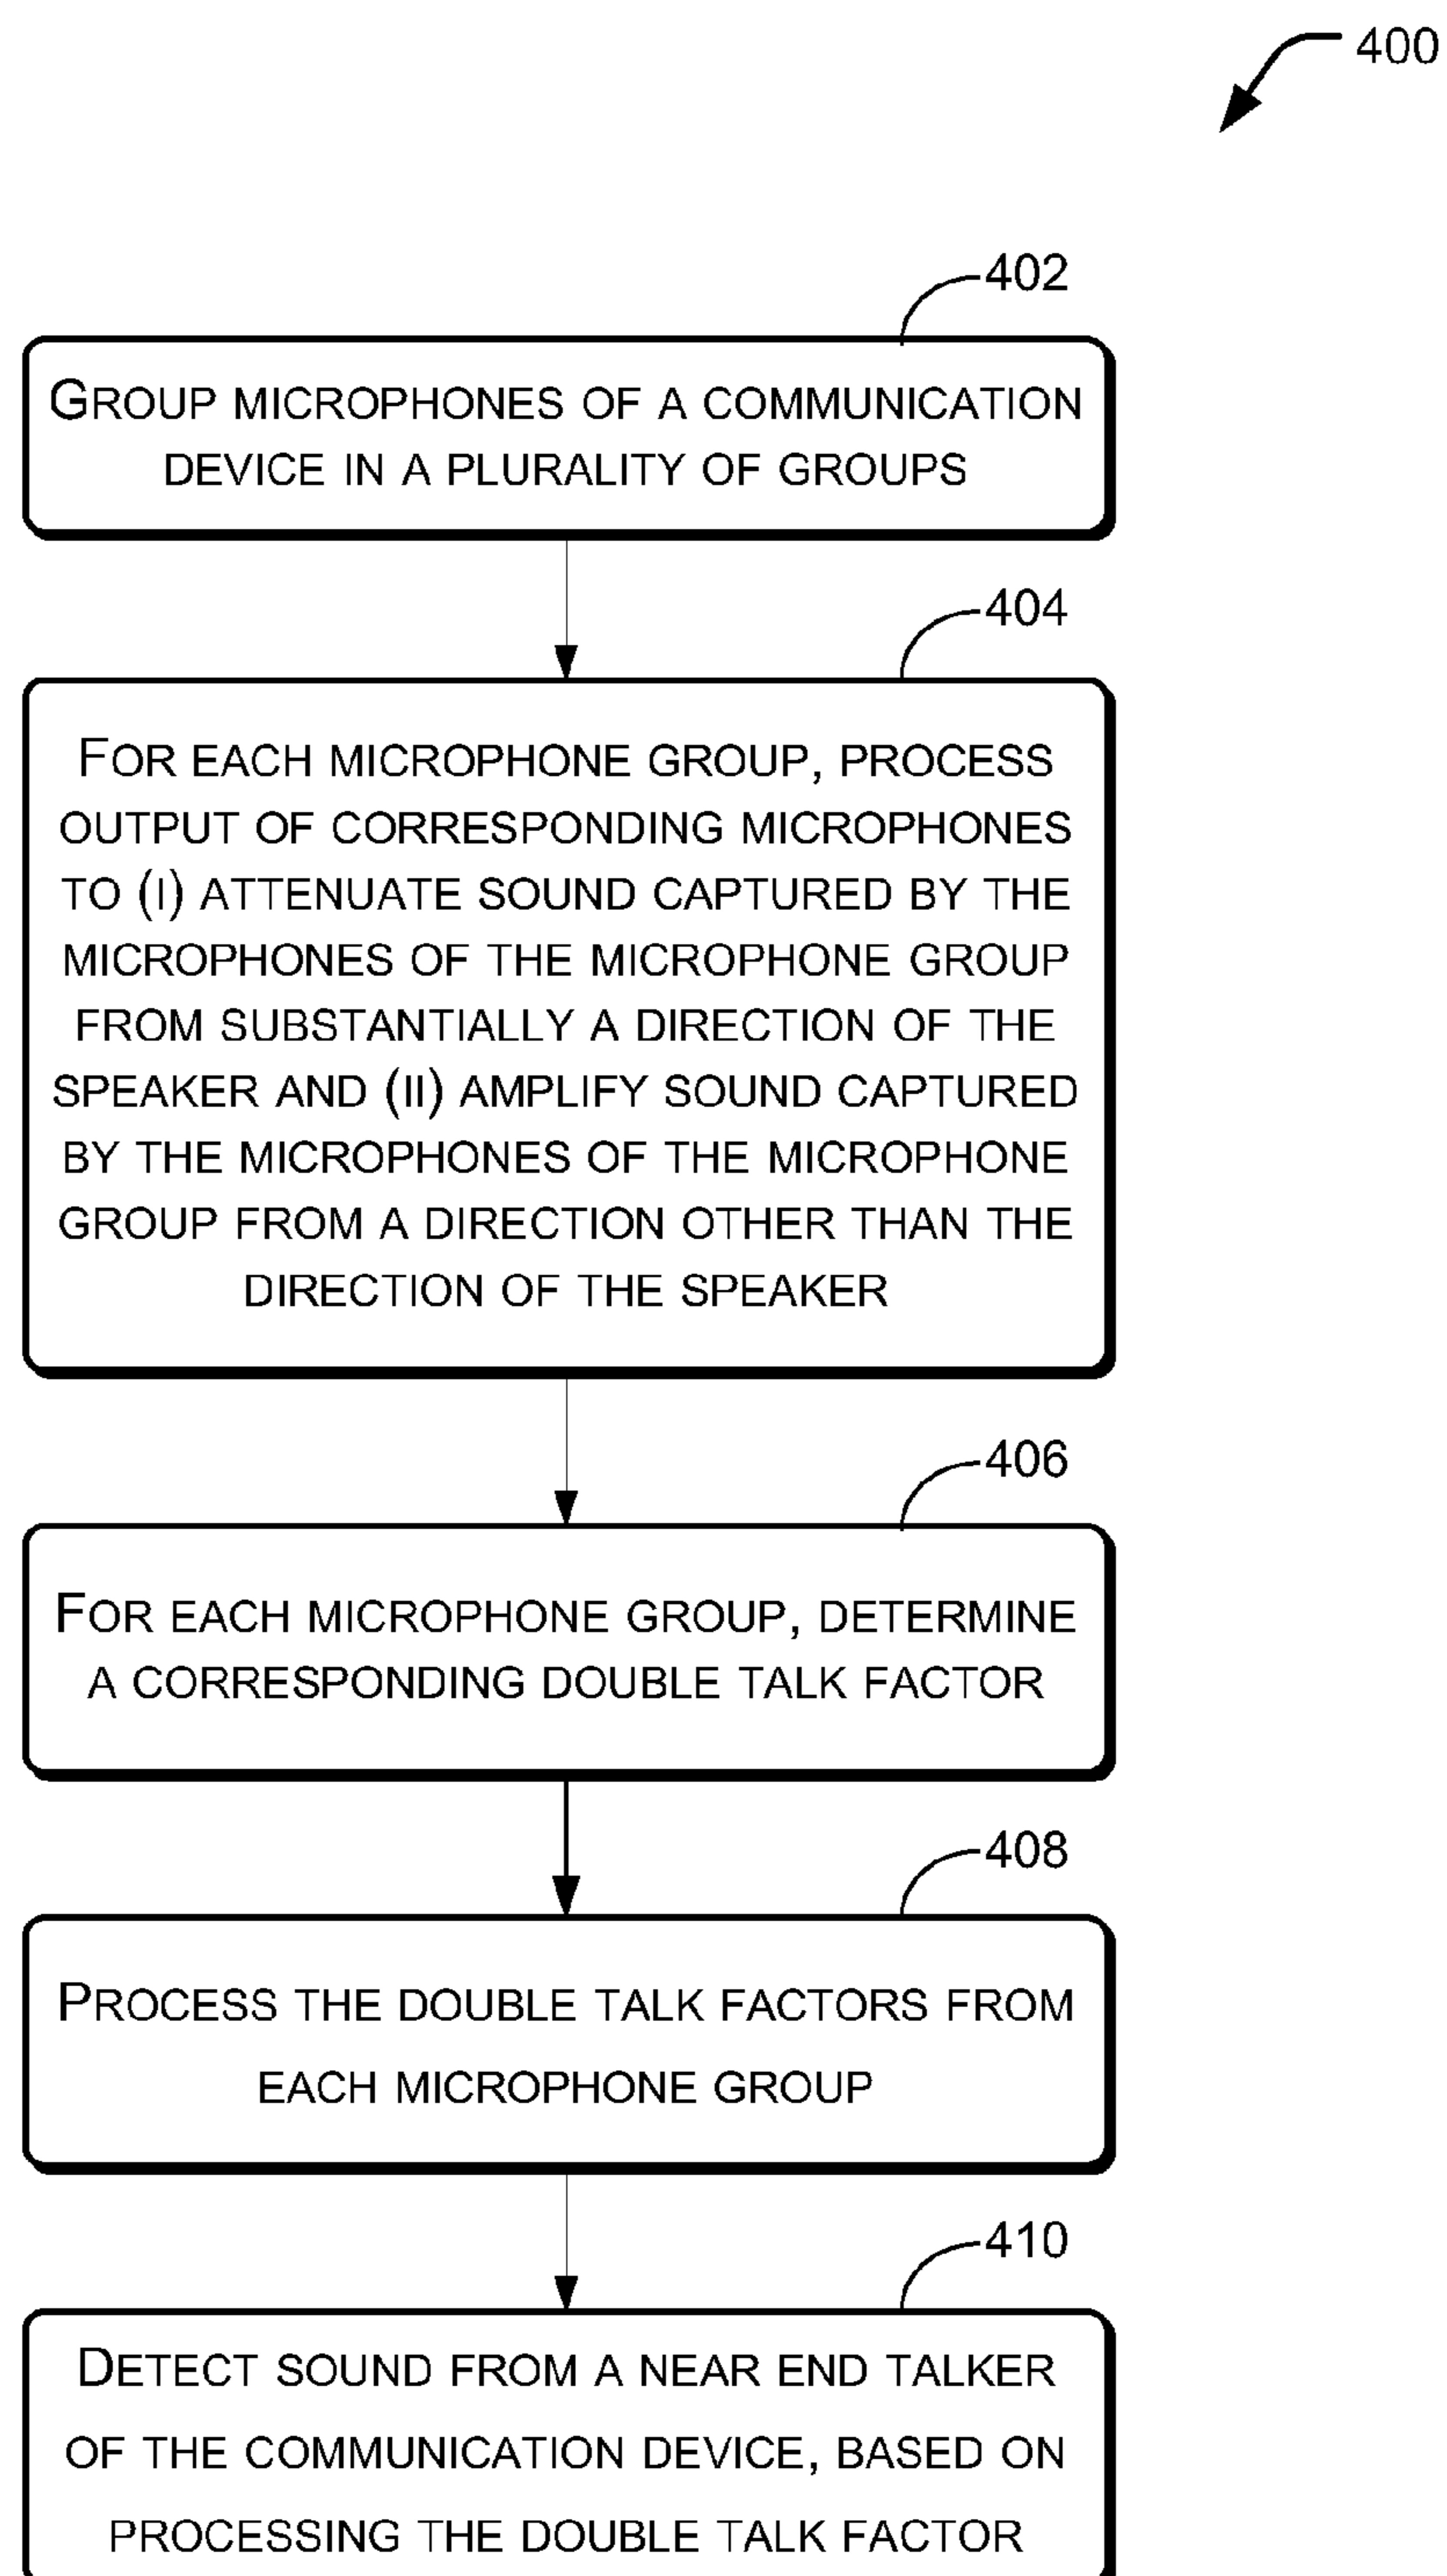 400
402
GROUP MICROPHONES OF A COMMUNICATION
DEVICE IN A PLURALITY OF GROUPS
404
FOR EACH MICROPHONE GROUP, PROCESS
OUTPUT OF CORRESPONDING MICROPHONES
TO (I) ATTENUATE SOUND CAPTURED BY THE
MICROPHONES OF THE MICROPHONE GROUP
FROM SUBSTANTIALLY A DIRECTION OF THE
SPEAKER AND (II) AMPLIFY SOUND CAPTURED
BY THE MICROPHONES OF THE MICROPHONE
GROUP FROM A DIRECTION OTHER THAN THE
DIRECTION OF THE SPEAKER
406
FOR EACH MICROPHONE GROUP, DETERMINE
A CORRESPONDING DOUBLE TALK FACTOR
408
PROCESS THE DOUBLE TALK FACTORS FROM
EACH MICROPHONE GROUP
410
DETECT SOUND FROM A NEAR END TALKER
OF THE COMMUNICATION DEVICE, BASED ON
PROCESSING THE DOUBLE TALK FACTOR